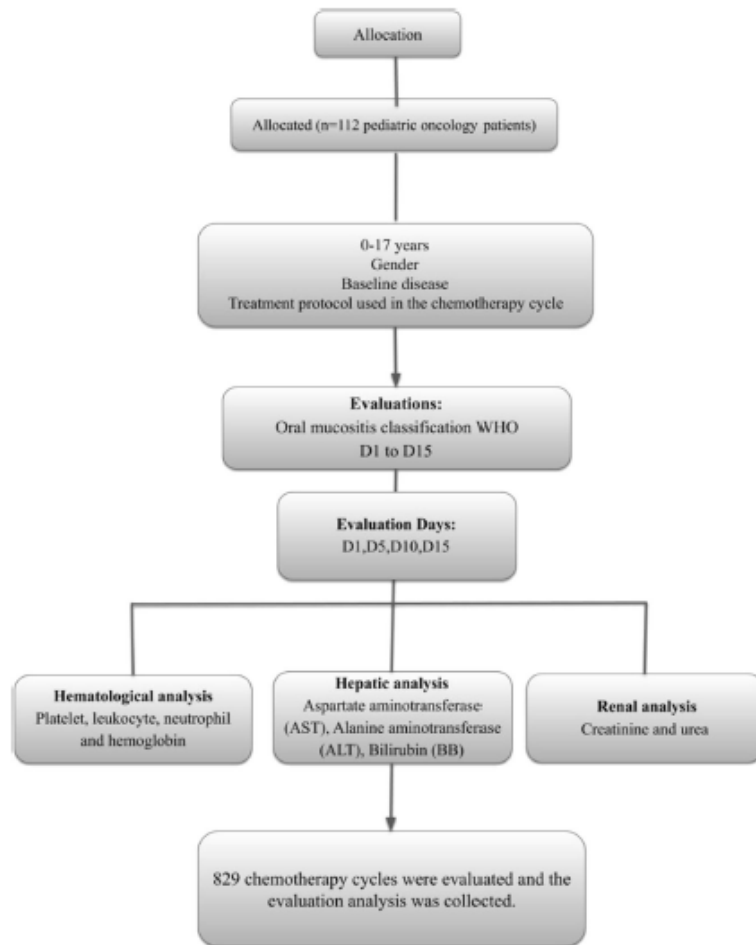 Allocation
Allocated (n=112 pediatric oncology patients)
0-17 years
Gender
Baseline disease
Treatment protocol used in the chemotherapy cycle
Evaluations:
Oral mucositis classification WHO
D1 to D15
Evaluation Days:
D1,D5,D10,D15
Hematological analysis
Platelet, leukocyte, neutrophil
and hemoglobin
Hepatic analysis
Aspartate aminotransferase
(AST), Alanine aminotransferase
(ALT), Bilirubin (BB)
Renal analysis
Creatinine and urea
829 chemotherapy cycles were evaluated and the
evaluation analysis was collected.